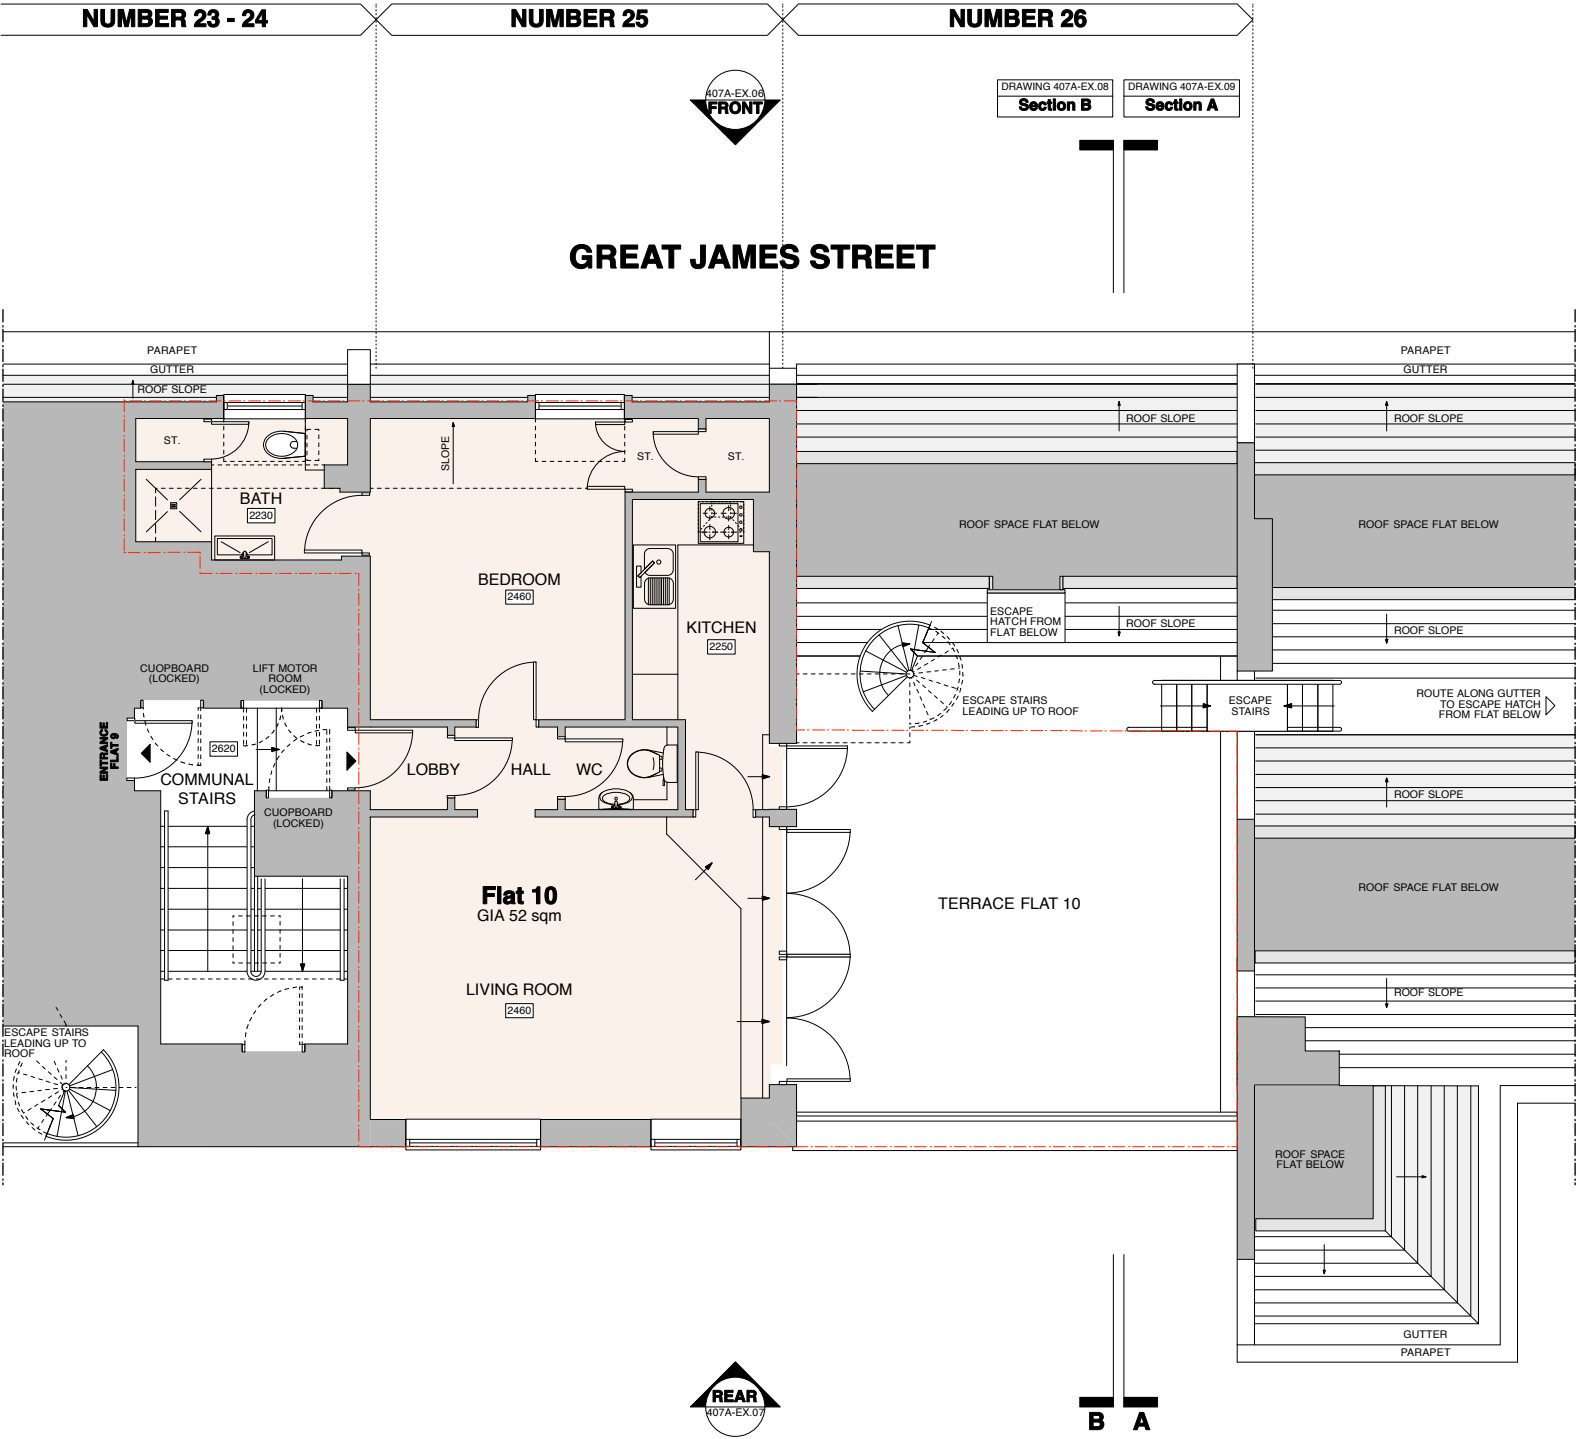 NUMBER 23 - 24
NUMBER 25
NUMBER 26
407A-EX.06
FRONT
DRAWING 407A-EX.08
Section B
DRAWING 407A-EX.09
Section A
GREAT JAMES STREET
PARAPET
GUTTER
ROOF SLOPE
PARAPET
GUTTER
ROOF SLOPE
ROOF SLOPE
ST.
SLOPE
ST.
ST.
BATH
2230
ROOF SPACE FLAT BELOW
ROOF SPACE FLAT BELOW
BEDROOM
2460
KITCHEN
2250
ESCAPE
HATCH FROM
FLAT BELOW
ROOF SLOPE
ROOF SLOPE
CUOPBOARD
(LOCKED)
LIFT MOTOR
ROOM
(LOCKED)
ESCAPE STAIRS
LEADING UP TO ROOF
ESCAPE
STAIRS
ROUTE ALONG GUTTER
TO ESCAPE HATCH
FROM FLAT BELOW
ENTRANCE
FLAT 9
2620
COMMUNAL
STAIRS
LOBBY
HALL
WC
CUOPBOARD
(LOCKED)
ROOF SLOPE
Flat 10
GIA 52 sqm
TERRACE FLAT 10
ROOF SPACE FLAT BELOW
LIVING ROOM
2460
ROOF SLOPE
ESCAPE STAIRS
LEADING UP TO
ROOF
ROOF SPACE
FLAT BELOW
GUTTER
PARAPET
REAR
407A-EX.07
B
A